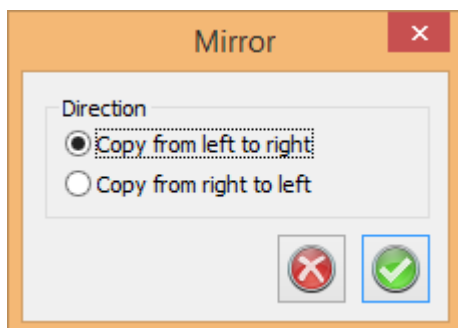 Mirror
Direction
Copy from left to right
Copy from right to left